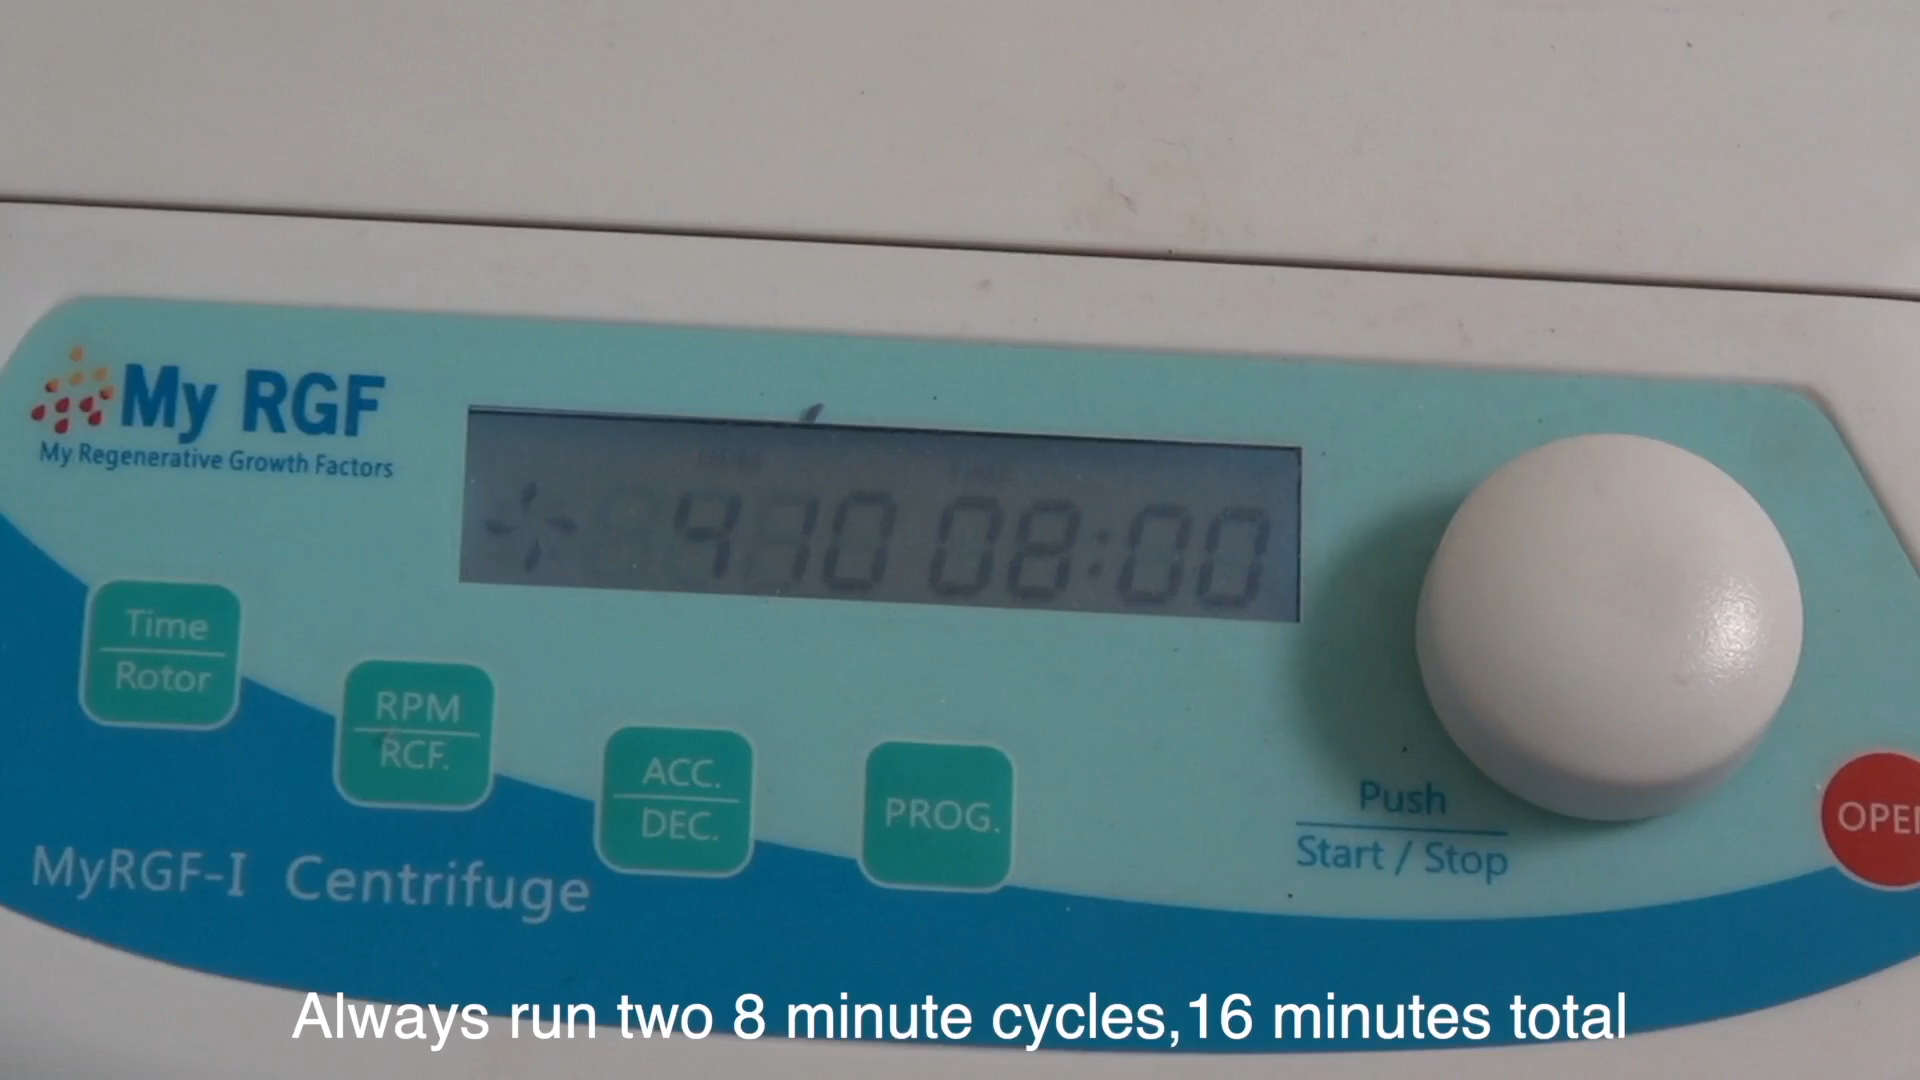 My RGF
My Regenerative Growth Factors
410 08:00
Time
Rotor
RPM
RCF.
ACC.
DEC.
PROG.
Push
Start / Stop
MyRGF-I Centrifuge
Always run two 8 minute cycles,16 minutes total